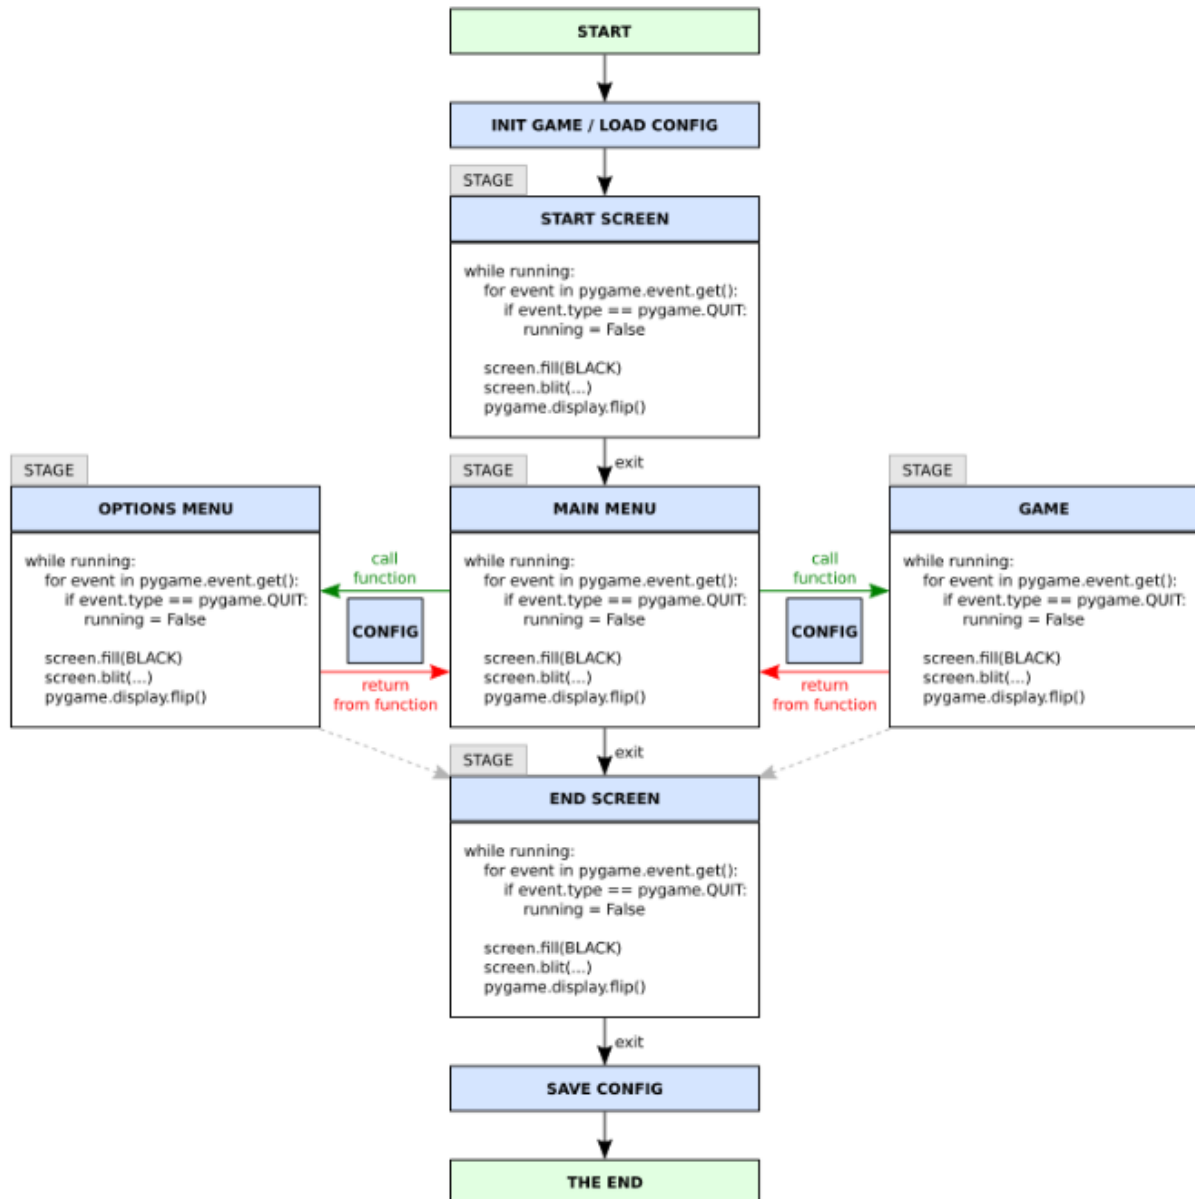 START
INIT GAME / LOAD CONFIG
STAGE
START SCREEN
while running:
for event in pygame.event.get():
if event.type == pygame.QUIT:
running = False
screen.fill(BLACK)
screen.blit(...)
pygame.display.flip()
exit
STAGE
OPTIONS MENU
while running:
for event in pygame.event.get():
if event.type == pygame.QUIT:
running = False
screen.fill(BLACK)
screen.blit(...)
pygame.display.flip()
call
function
CONFIG
return
from function
STAGE
MAIN MENU
while running:
for event in pygame.event.get():
if event.type == pygame.QUIT:
running = False
screen.fill(BLACK)
screen.blit(...)
pygame.display.flip()
call
function
CONFIG
return
from function
STAGE
GAME
while running:
for event in pygame.event.get():
if event.type == pygame.QUIT:
running = False
screen.fill(BLACK)
screen.blit(...)
pygame.display.flip()
exit
STAGE
END SCREEN
while running:
for event in pygame.event.get():
if event.type == pygame.QUIT:
running = False
screen.fill(BLACK)
screen.blit(...)
pygame.display.flip()
exit
SAVE CONFIG
THE END